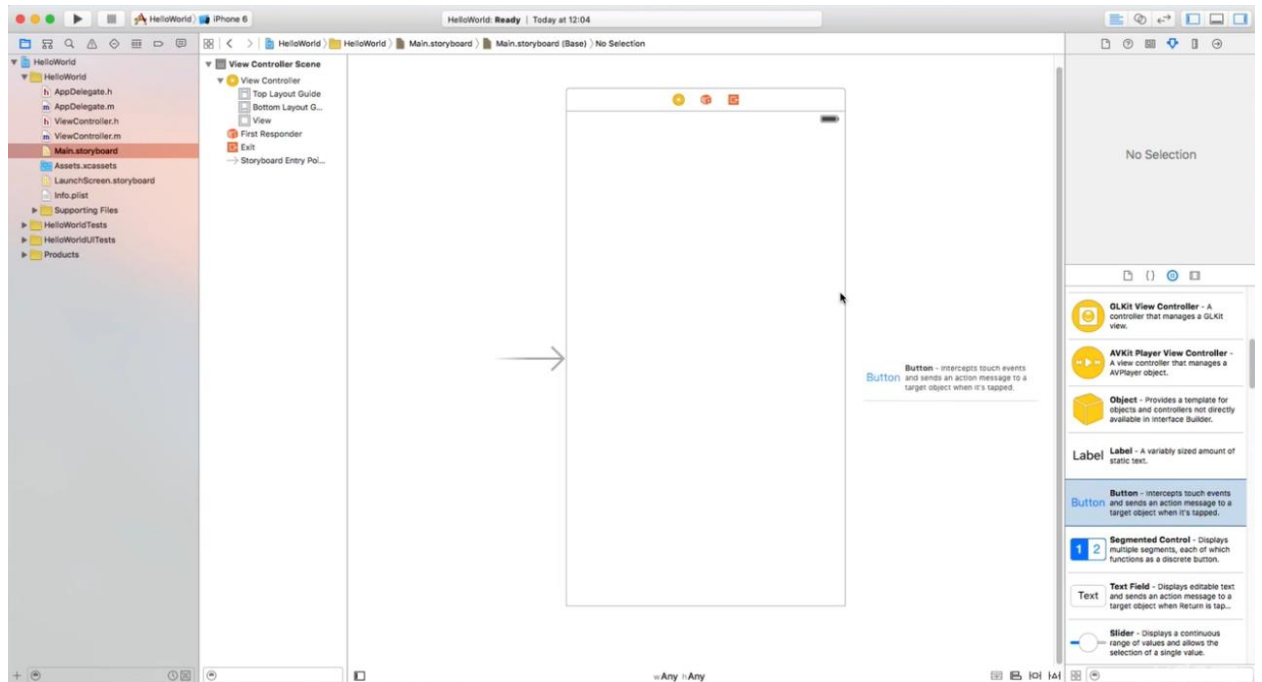 HelloWorld
iPhone 6
HelloWorld: Ready | Today at 12:04
HelloWorld
HelloWorld
Main.storyboard
Main.storyboard (Base)
No Selection
HelloWorld
HelloWorld
h AppDelegate.h
m AppDelegate.m
h ViewController.h
m ViewController.m
Main.storyboard
Assets.xcassets
LaunchScreen.storyboard
Info.plist
Supporting Files
HelloWorldTests
HelloWorldUITests
Products
View Controller Scene
View Controller
Top Layout Guide
Bottom Layout G...
View
First Responder
Exit
Storyboard Entry Poi...
Button
Button - Intercepts touch events
and sends an action message to a
target object when it's tapped.
wAny hAny
No Selection
GLKit View Controller - A
controller that manages a GLKit
view.
AVKit Player View Controller -
A view controller that manages a
AVPlayer object.
Object - Provides a template for
objects and controllers not directly
available in Interface Builder.
Label
Label - A variably sized amount of
static text.
Button
Button - Intercepts touch events
and sends an action message to a
target object when it's tapped.
1 2
Segmented Control - Displays
multiple segments, each of which
functions as a discrete button.
Text
Text Field - Displays editable text
and sends an action message to a
target object when Return is tap...
Slider - Displays a continuous
range of values and allows the
selection of a single value.